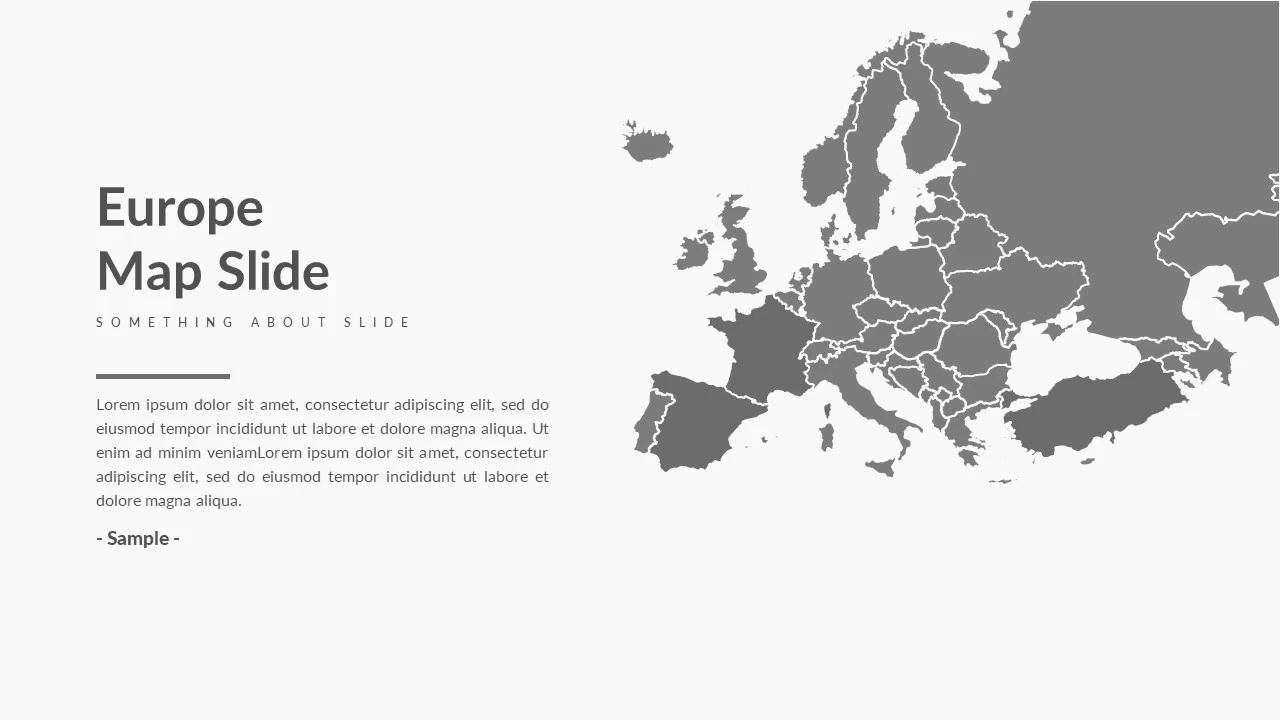 Europe
Map Slide
SOMETHING ABOUT SLIDE
Lorem ipsum dolor sit amet, consectetur adipiscing elit, sed do
eiusmod tempor incididunt ut labore et dolore magna aliqua. Ut
enim ad minim veniamLorem ipsum dolor sit amet, consectetur
adipiscing elit, sed do eiusmod tempor incididunt ut labore et
dolore magna aliqua.
- Sample -